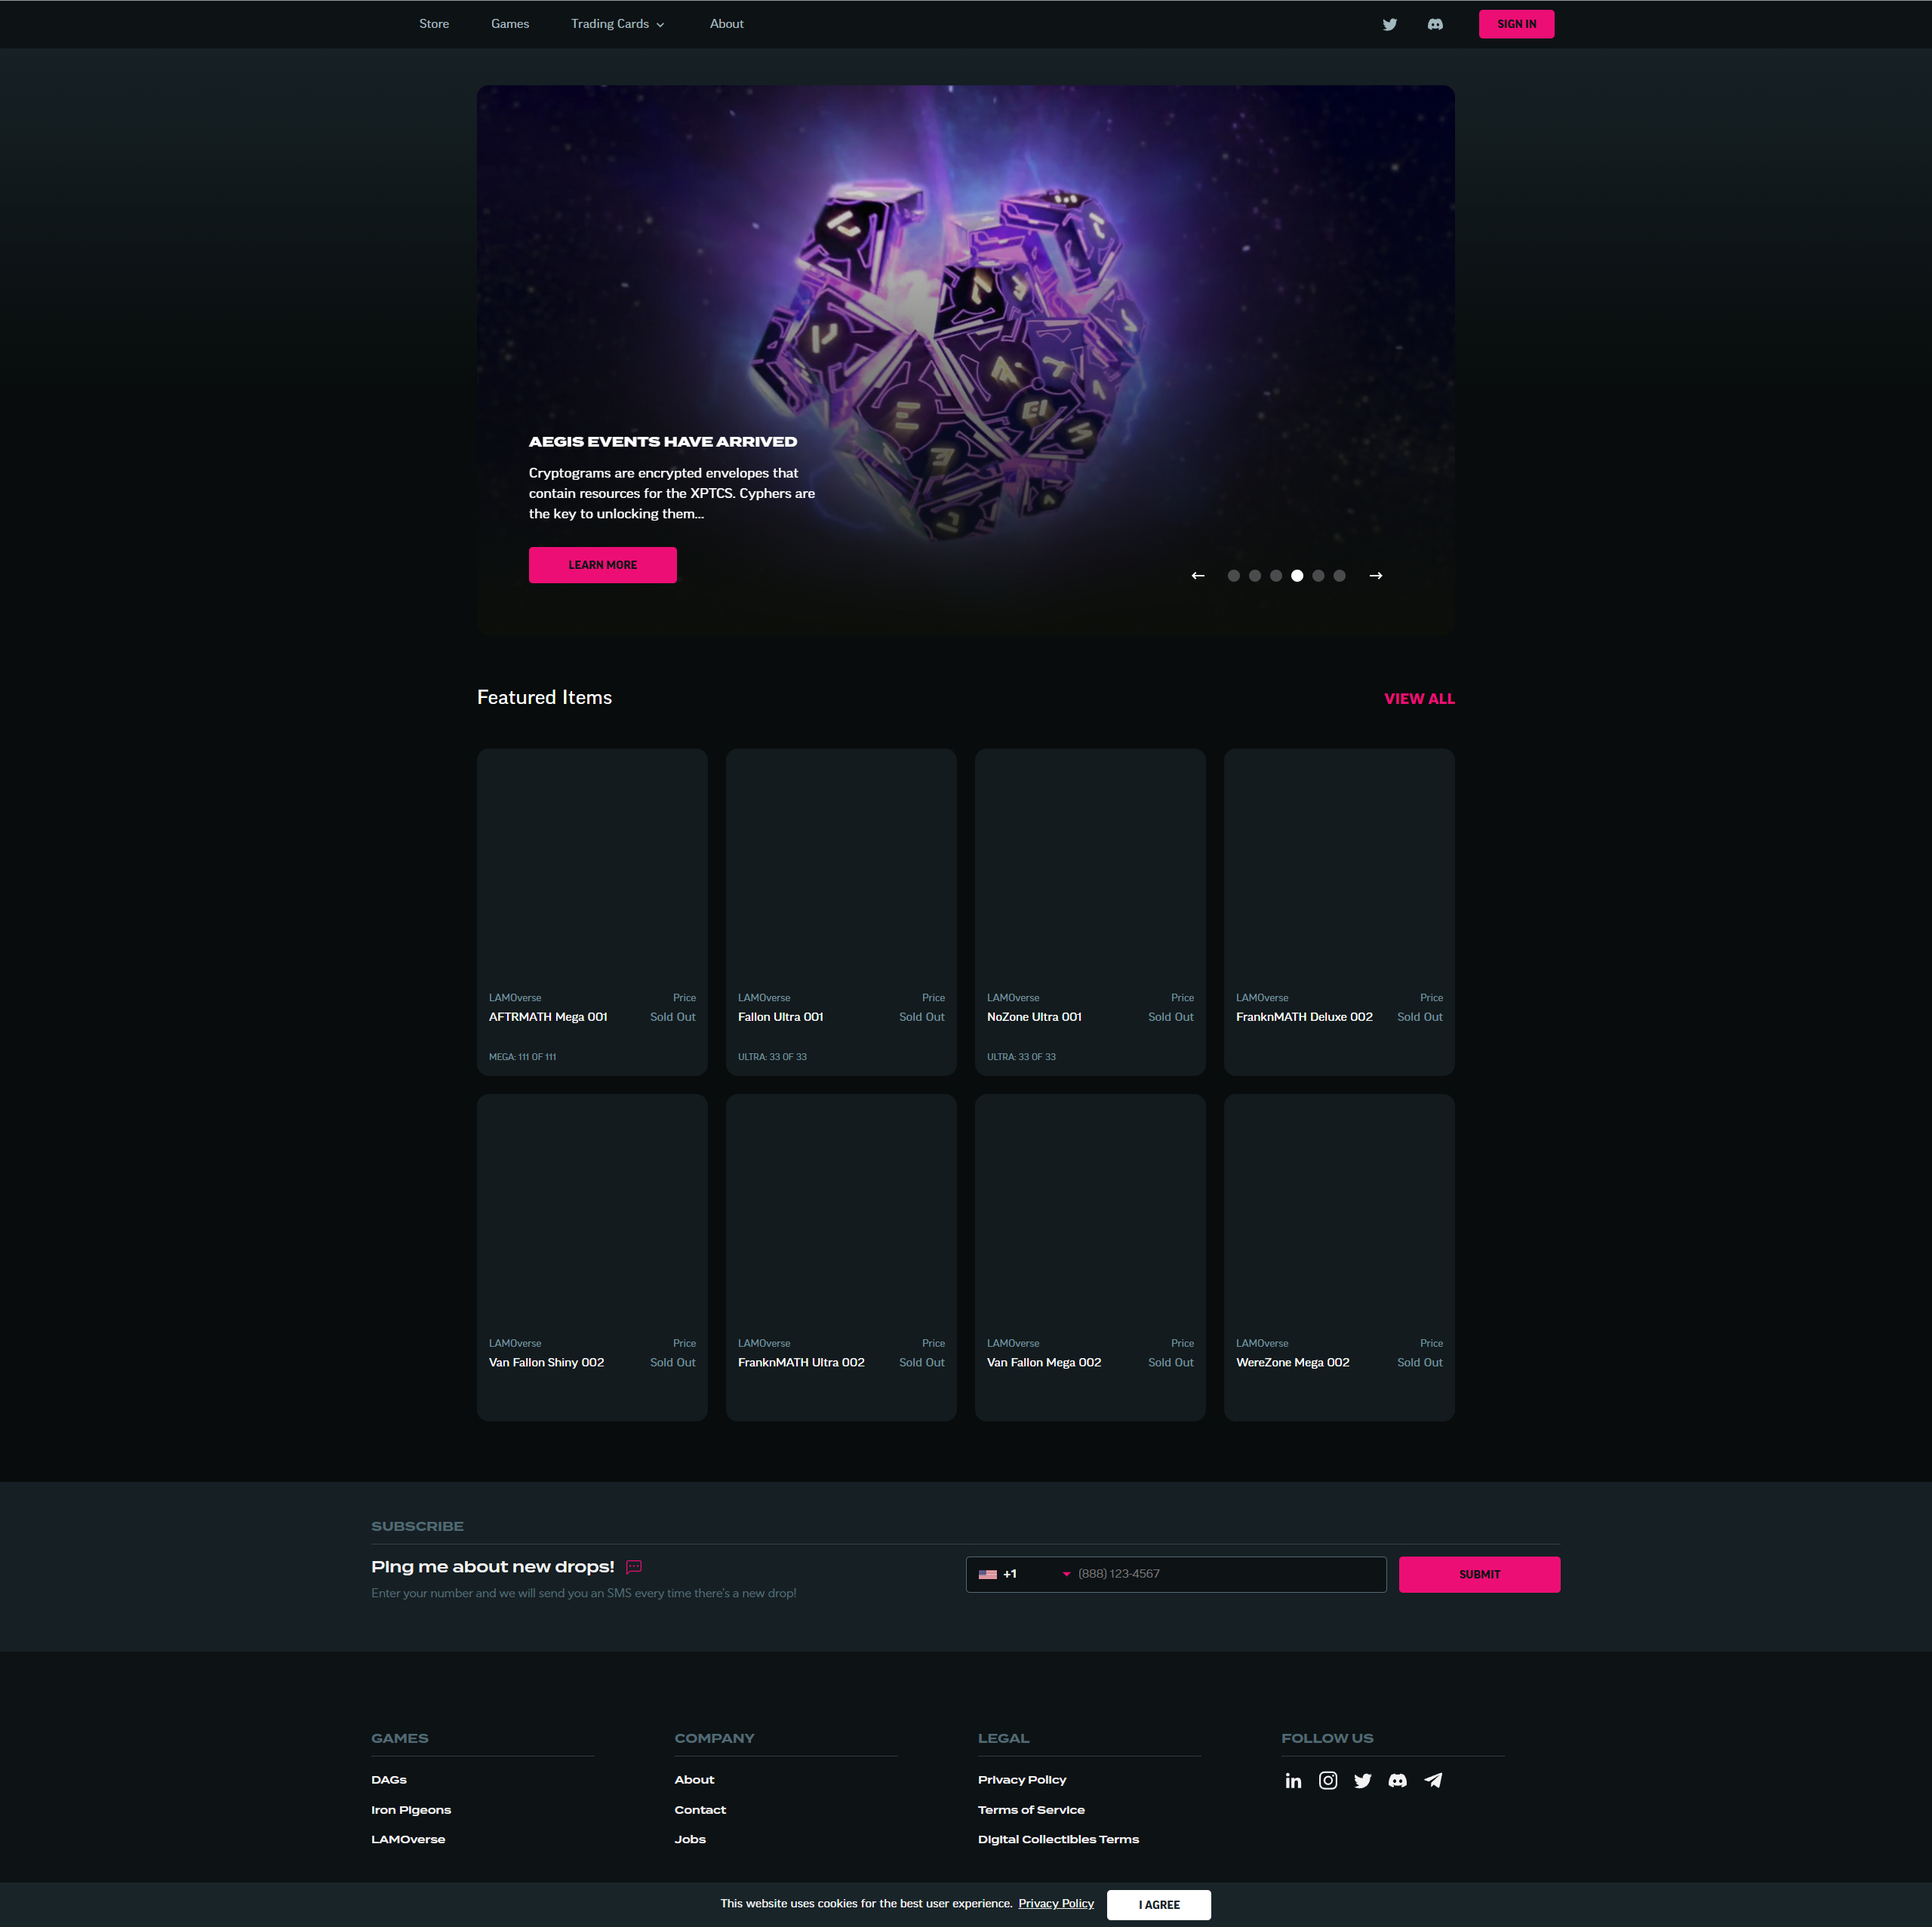 Store Games Trading Cards About SIGN IN
AEGIS EVENTS HAVE ARRIVED
Cryptograms are encrypted envelopes that
contain resources for the XPTCS. Cyphers are
the key to unlocking them...
LEARN MORE
Featured Items VIEW ALL
LAMOverse Price
AFTRMATH Mega 001 Sold Out
MEGA: 111 OF 111
LAMOverse Price
Fallon Ultra 001 Sold Out
ULTRA: 33 OF 33
LAMOverse Price
NoZone Ultra 001 Sold Out
ULTRA: 33 OF 33
LAMOverse Price
FranknMATH Deluxe 002 Sold Out
LAMOverse Price
Van Fallon Shiny 002 Sold Out
LAMOverse Price
FranknMATH Ultra 002 Sold Out
LAMOverse Price
Van Fallon Mega 002 Sold Out
LAMOverse Price
WereZone Mega 002 Sold Out
SUBSCRIBE
Ping me about new drops!
Enter your number and we will send you an SMS every time there's a new drop!
+1 (888) 123-4567
SUBMIT
GAMES
DAGs
Iron Pigeons
LAMOverse
COMPANY
About
Contact
Jobs
LEGAL
Privacy Policy
Terms of Service
Digital Collectibles Terms
FOLLOW US
This website uses cookies for the best user experience. Privacy Policy I AGREE